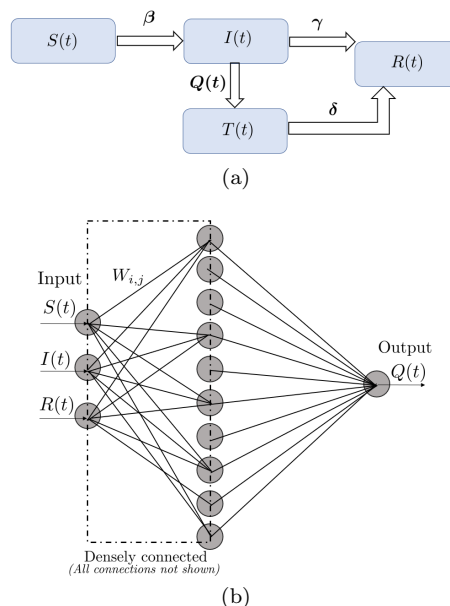 β
γ
S(t)
I(t)
R(t)
Q(t)
T(t)
δ
(a)
Input
W_{i,j}
S(t)
I(t)
R(t)
Output
Q(t)
Densely connected
(All connections not shown)
(b)